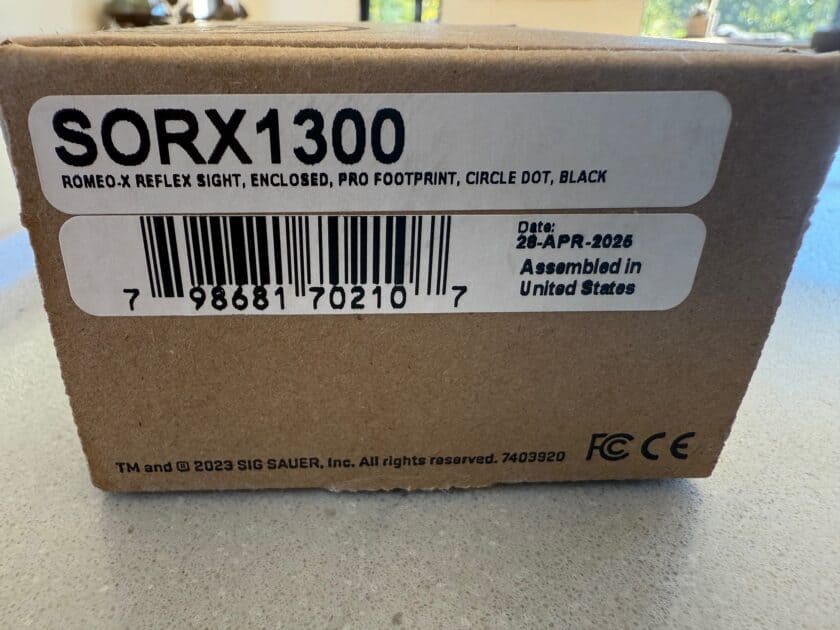 SORX1300
ROMEO-X REFLEX SIGHT, ENCLOSED, PRO FOOTPRINT, CIRCLE DOT, BLACK
7 98681 70210 7
Date:
28-APR-2025
Assembled in
United States
TM and ® 2023 SIG SAUER, Inc. All rights reserved. 7403920
FC CE